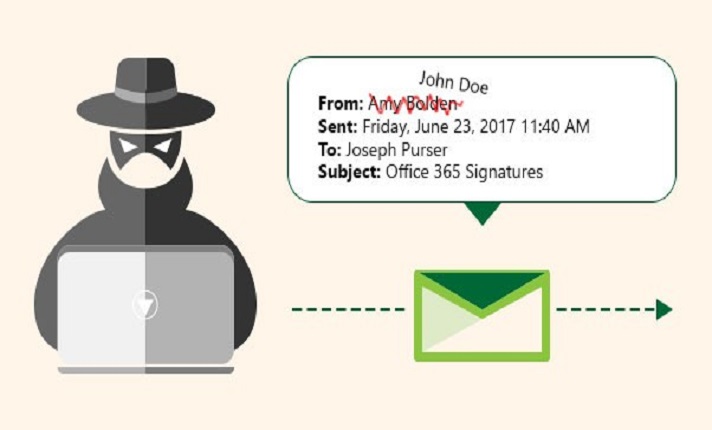 John Doe
From: Amy Bolden
Sent: Friday, June 23, 2017 11:40 AM
To: Joseph Purser
Subject: Office 365 Signatures